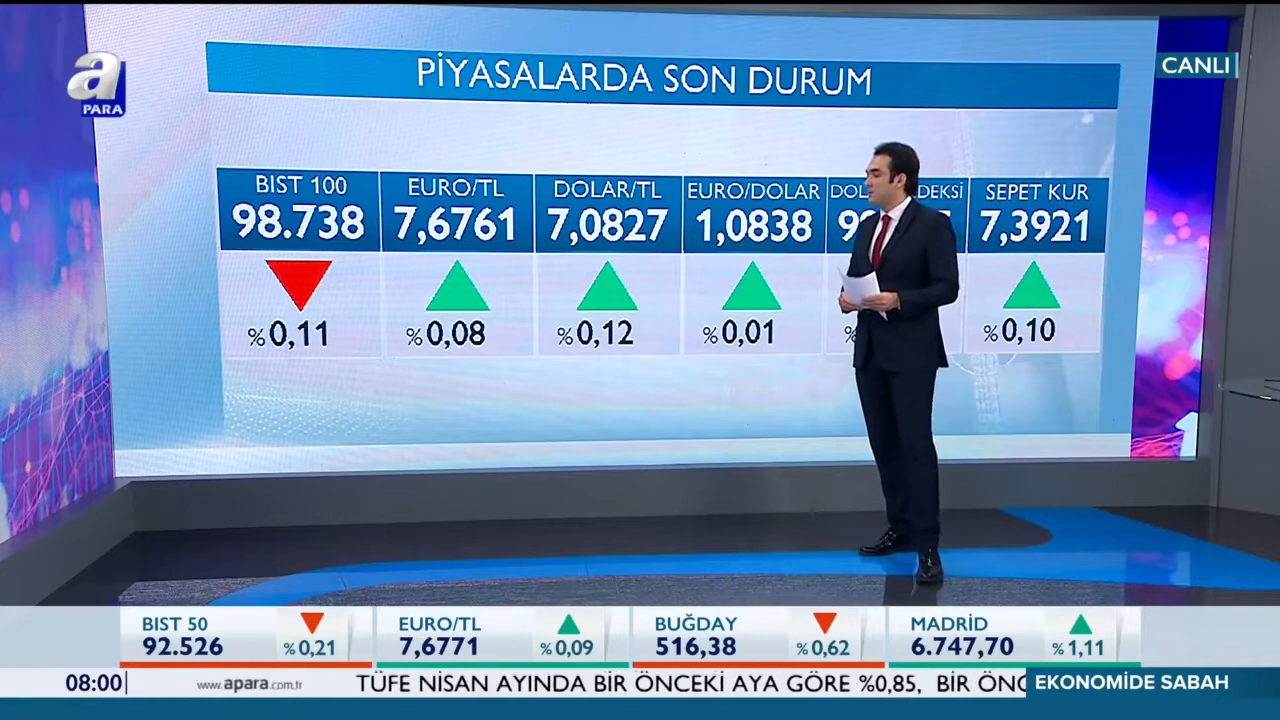 a
PARA
PİYASALARDA SON DURUM
CANLI
BIST 100
98.738
%0,11
EURO/TL
7,6761
%0,08
DOLAR/TL
7,0827
%0,12
EURO/DOLAR
1,0838
%0,01
SEPET KUR
7,3921
%0,10
BIST 50
92.526
%0,21
EURO/TL
7,6771
%0,09
BUĞDAY
516,38
%0,62
MADRİD
6.747,70
%1,11
08:00
www.apara.com.tr
TÜFE NİSAN AYINDA BİR ÖNCEKİ AYA GÖRE %0,85, BİR
EKONOMİDE SABAH